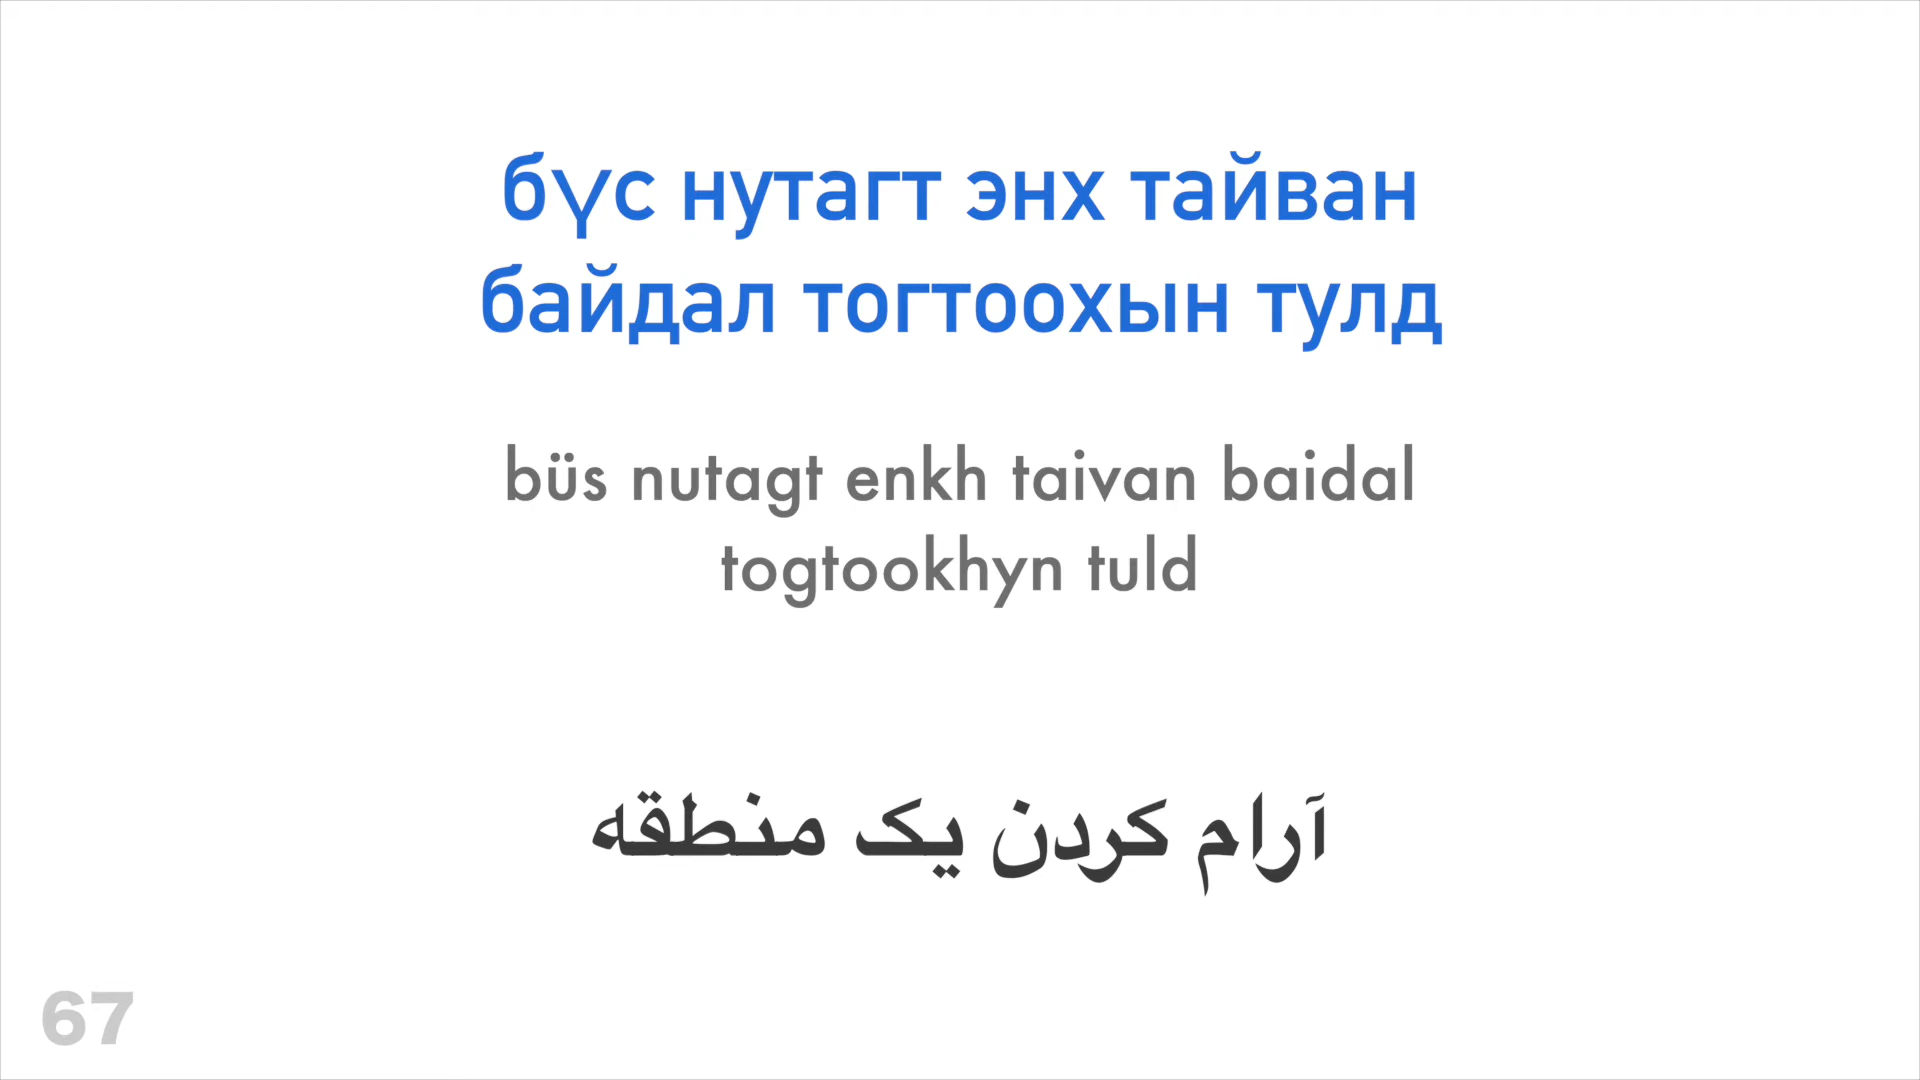 бүс нутагт энх тайван
байдал тогтоохын тулд
büs nutagt enkh taivan baidal
togtookhyn tuld
آرام کردن یک منطقه
67